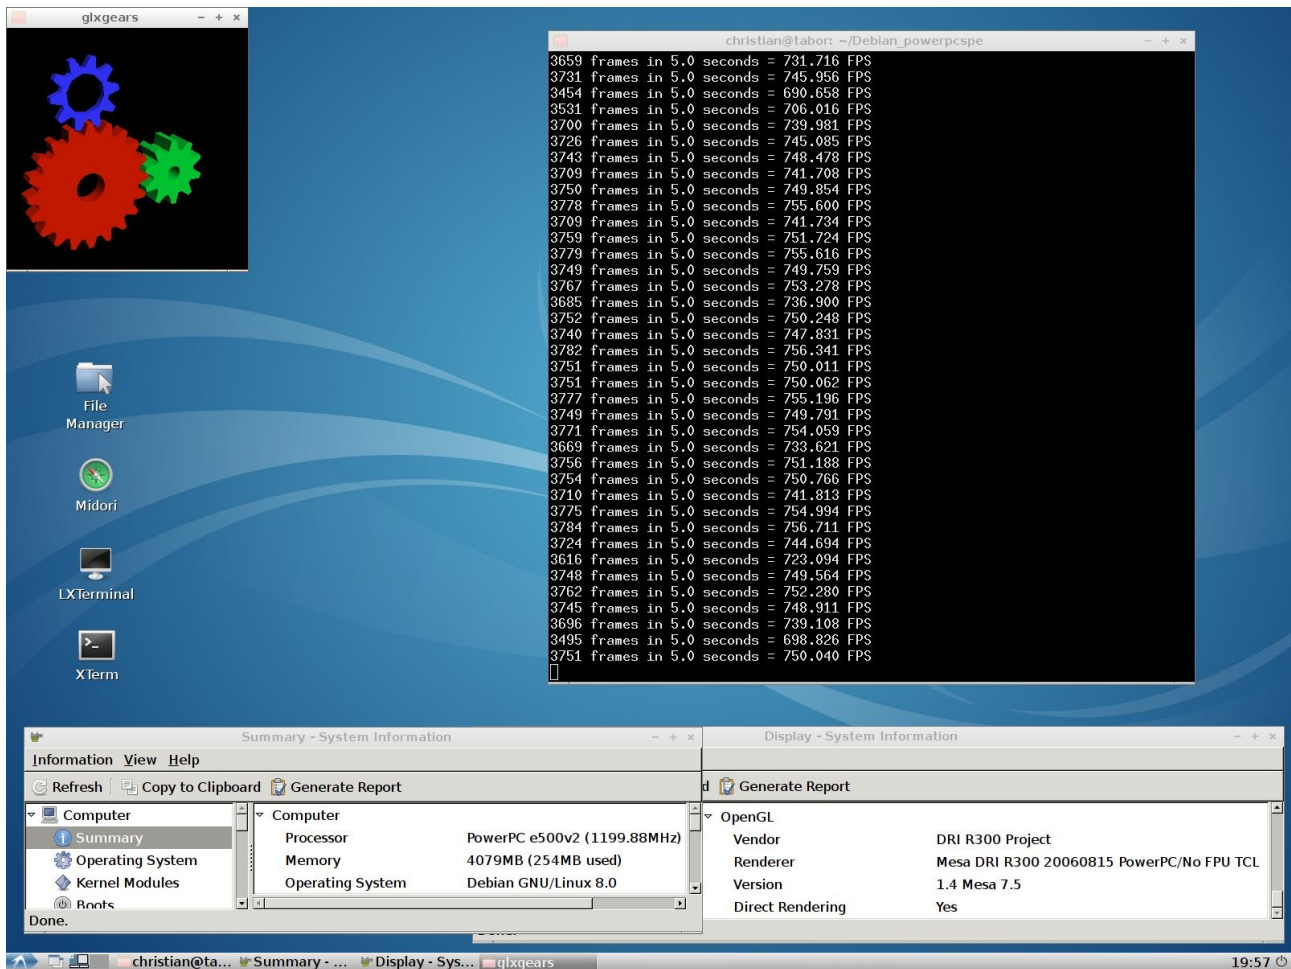 glxgears
christian@tabor: ~/Debian_powerpcspe
3659 frames in 5.0 seconds = 731.716 FPS
3731 frames in 5.0 seconds = 745.956 FPS
3454 frames in 5.0 seconds = 690.658 FPS
3531 frames in 5.0 seconds = 706.016 FPS
3700 frames in 5.0 seconds = 739.981 FPS
3726 frames in 5.0 seconds = 745.085 FPS
3743 frames in 5.0 seconds = 748.478 FPS
3709 frames in 5.0 seconds = 741.708 FPS
3750 frames in 5.0 seconds = 749.854 FPS
3778 frames in 5.0 seconds = 755.600 FPS
3709 frames in 5.0 seconds = 741.734 FPS
3759 frames in 5.0 seconds = 751.724 FPS
3779 frames in 5.0 seconds = 755.616 FPS
3749 frames in 5.0 seconds = 749.759 FPS
3767 frames in 5.0 seconds = 753.278 FPS
3685 frames in 5.0 seconds = 736.900 FPS
3752 frames in 5.0 seconds = 750.248 FPS
3740 frames in 5.0 seconds = 747.831 FPS
3782 frames in 5.0 seconds = 756.341 FPS
3751 frames in 5.0 seconds = 750.011 FPS
3751 frames in 5.0 seconds = 750.062 FPS
3777 frames in 5.0 seconds = 755.196 FPS
3749 frames in 5.0 seconds = 749.791 FPS
3771 frames in 5.0 seconds = 754.059 FPS
3669 frames in 5.0 seconds = 733.621 FPS
3756 frames in 5.0 seconds = 751.188 FPS
3754 frames in 5.0 seconds = 750.766 FPS
3710 frames in 5.0 seconds = 741.813 FPS
3775 frames in 5.0 seconds = 754.994 FPS
3784 frames in 5.0 seconds = 756.711 FPS
3724 frames in 5.0 seconds = 744.694 FPS
3616 frames in 5.0 seconds = 723.094 FPS
3748 frames in 5.0 seconds = 749.564 FPS
3762 frames in 5.0 seconds = 752.280 FPS
3745 frames in 5.0 seconds = 748.911 FPS
3696 frames in 5.0 seconds = 739.108 FPS
3495 frames in 5.0 seconds = 698.826 FPS
3751 frames in 5.0 seconds = 750.040 FPS
File
Manager
Midori
LXTerminal
XTerm
Summary - System Information
Information View Help
Refresh Copy to Clipboard Generate Report
Computer
Summary
Operating System
Kernel Modules
Boots
Computer
Processor PowerPC e500v2 (1199.88MHz)
Memory 4079MB (254MB used)
Operating System Debian GNU/Linux 8.0
Done.
Display - System Information
d Generate Report
OpenGL
Vendor DRI R300 Project
Renderer Mesa DRI R300 20060815 PowerPC/No FPU TCL
Version 1.4 Mesa 7.5
Direct Rendering Yes
christian@ta... Summary - ... Display - Sys... glxgears 19:57